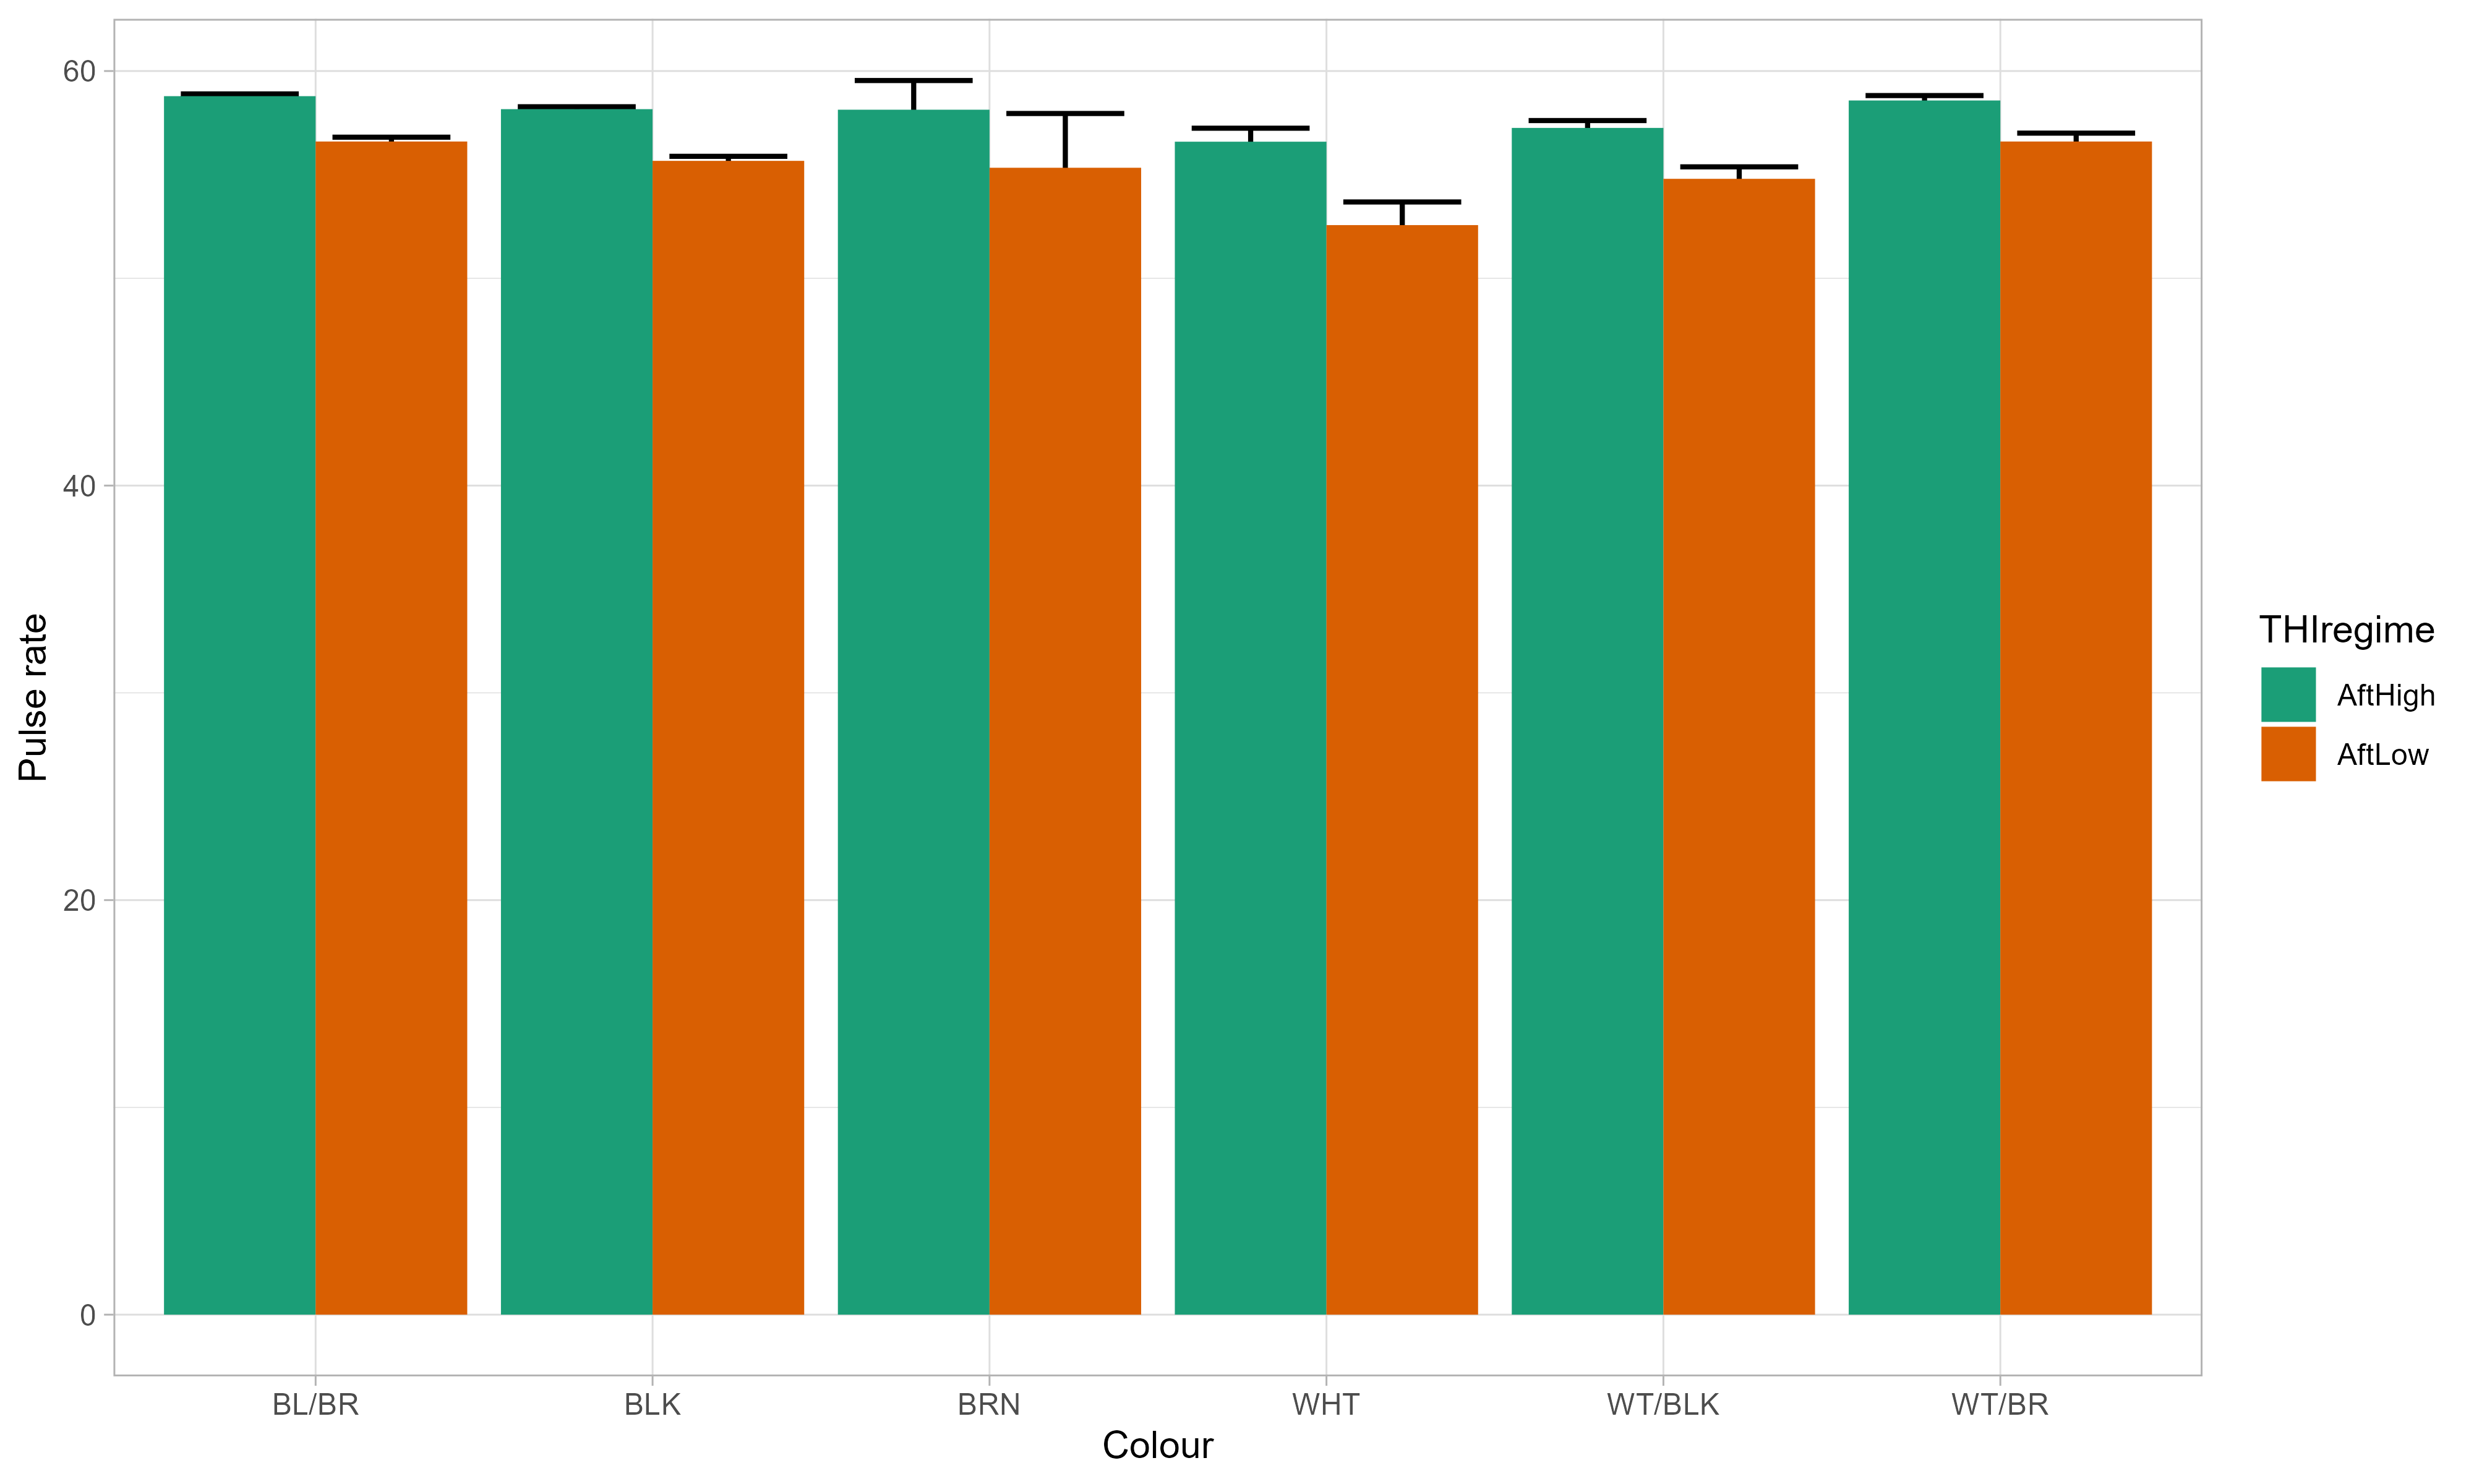 60
40
20
0
Pulse rate
BL/BR
BLK
BRN
WHT
WT/BLK
WT/BR
Colour
THIregime
AftHigh
AftLow